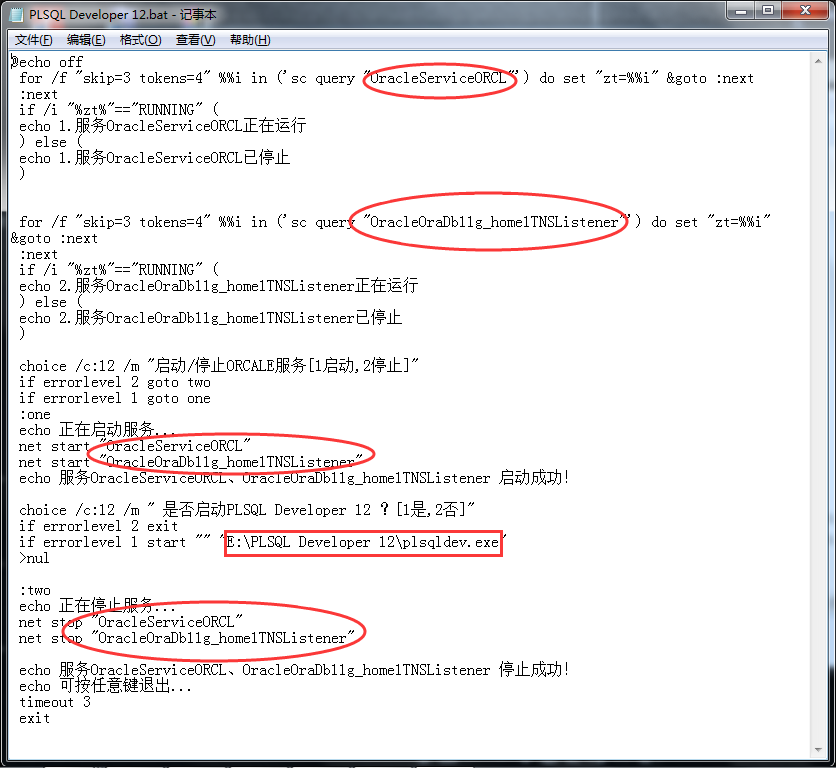 PLSQL Developer 12.bat - 记事本
文件(F) 编辑(E) 格式(O) 查看(V) 帮助(H)
@echo off
for /f "skip=3 tokens=4" %%i in ('sc query "OracleServiceORCL"') do set "zt=%%i" &goto :next
:next
if /i "%zt%"=="RUNNING" (
echo 1.服务OracleServiceORCL正在运行
) else (
echo 1.服务OracleServiceORCL已停止
)
for /f "skip=3 tokens=4" %%i in ('sc query "OracleOraDb11g_home1TNSListener"') do set "zt=%%i"
&goto :next
:next
if /i "%zt%"=="RUNNING" (
echo 2.服务OracleOraDb11g_home1TNSListener正在运行
) else (
echo 2.服务OracleOraDb11g_home1TNSListener已停止
)
choice /c:12 /m "启动/停止ORCALE服务[1启动,2停止]"
if errorlevel 2 goto two
if errorlevel 1 goto one
:one
echo 正在启动服务...
net start "OracleServiceORCL"
net start "OracleOraDb11g_home1TNSListener"
echo 服务OracleServiceORCL、OracleOraDb11g_home1TNSListener 启动成功!
choice /c:12 /m " 是否启动PLSQL Developer 12 ？[1是,2否]"
if errorlevel 2 exit
if errorlevel 1 start "" "E:\PLSQL Developer 12\plsqldev.exe"
>nul
:two
echo 正在停止服务...
net stop "OracleServiceORCL"
net stop "OracleOraDb11g_home1TNSListener"
echo 服务OracleServiceORCL、OracleOraDb11g_home1TNSListener 停止成功!
echo 可按任意键退出...
timeout 3
exit